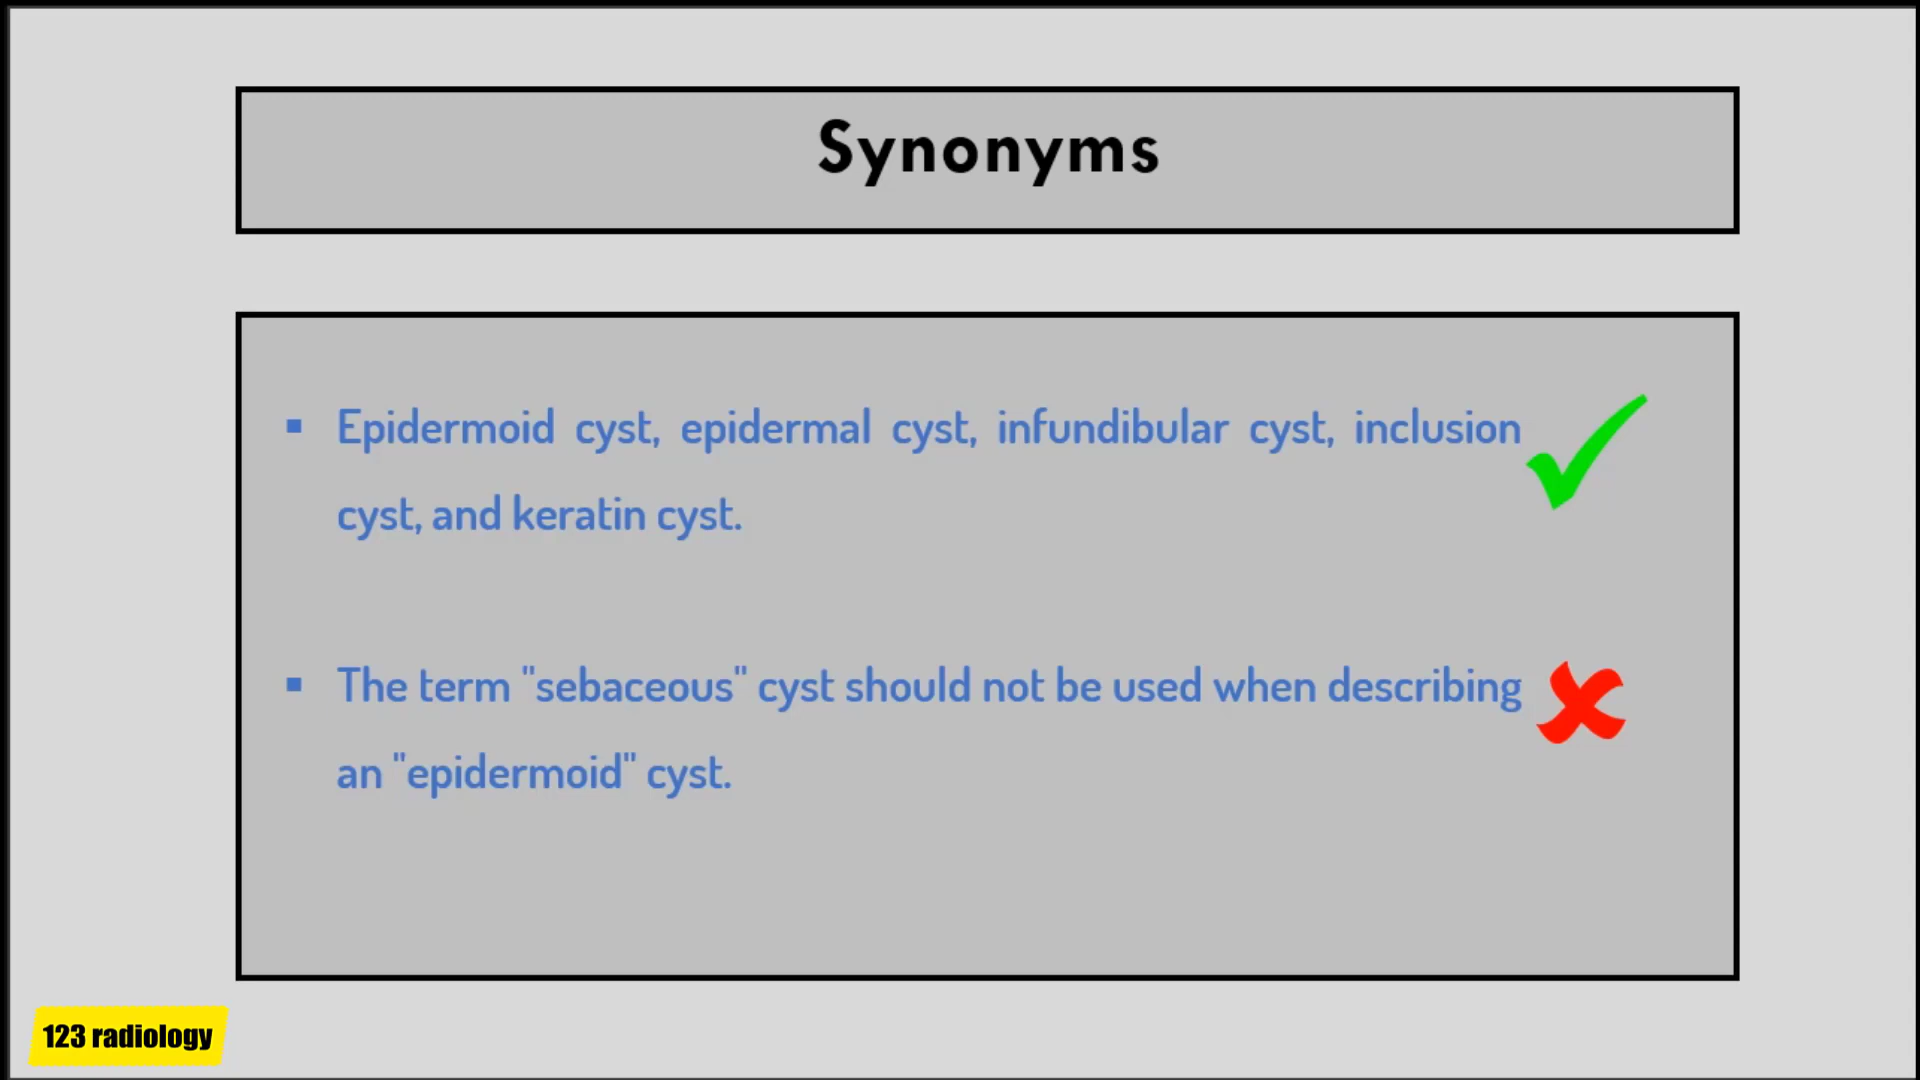 Synonyms
▪ Epidermoid cyst, epidermal cyst, infundibular cyst, inclusion
cyst, and keratin cyst.
▪ The term "sebaceous" cyst should not be used when describing
an "epidermoid" cyst.
123 radiology